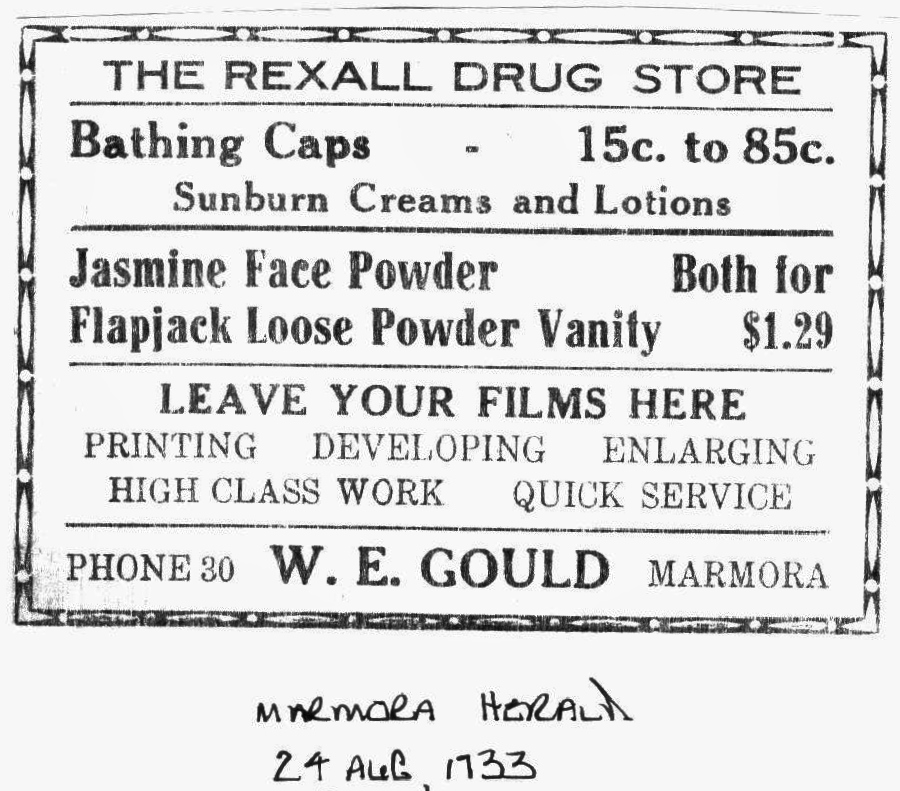 THE REXALL DRUG STORE
Bathing Caps - 15c. to 85c.
Sunburn Creams and Lotions
Jasmine Face Powder Both for
Flapjack Loose Powder Vanity $1.29
LEAVE YOUR FILMS HERE
PRINTING DEVELOPING ENLARGING
HIGH CLASS WORK QUICK SERVICE
PHONE 30 W. E. GOULD MARMORA
MARMORA HERALD
24 AUG, 1933